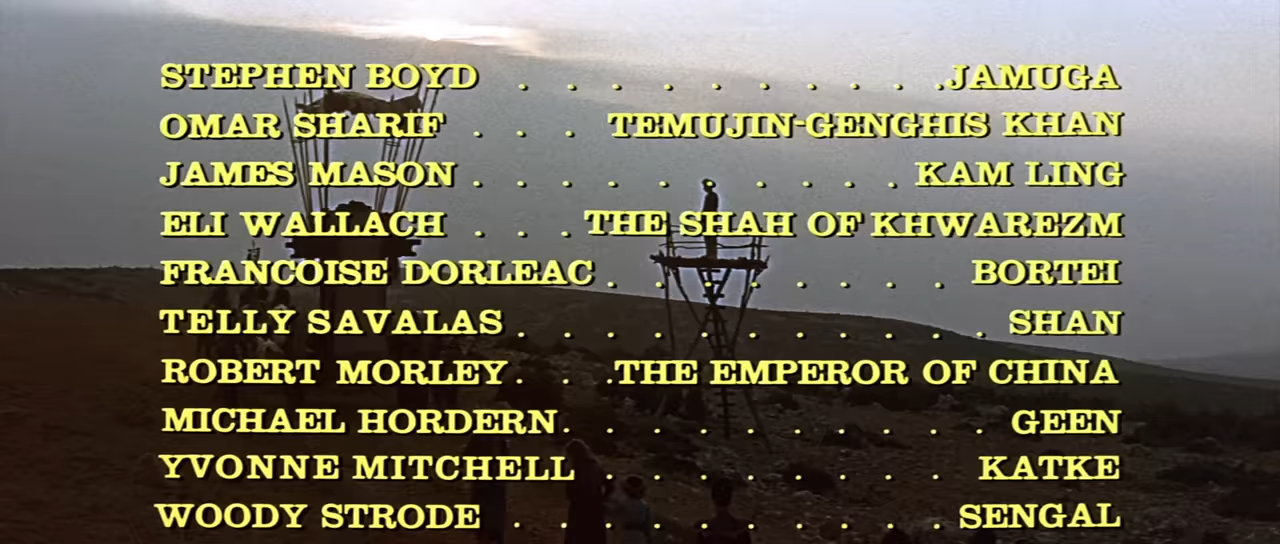 STEPHEN BOYD . . . . . . . . . . JAMUGA
OMAR SHARIF . . . TEMUJIN-GENGHIS KHAN
JAMES MASON . . . . . . . . . . KAM LING
ELI WALLACH . . . THE SHAH OF KHWAREZM
FRANCOISE DORLEAC . . . . . . . . BORTEI
TELLY SAVALAS . . . . . . . . . . . SHAN
ROBERT MORLEY . . . THE EMPEROR OF CHINA
MICHAEL HORDERN . . . . . . . . . . GEEN
YVONNE MITCHELL . . . . . . . . KATKE
WOODY STRODE . . . . . . . . . . SENGAL